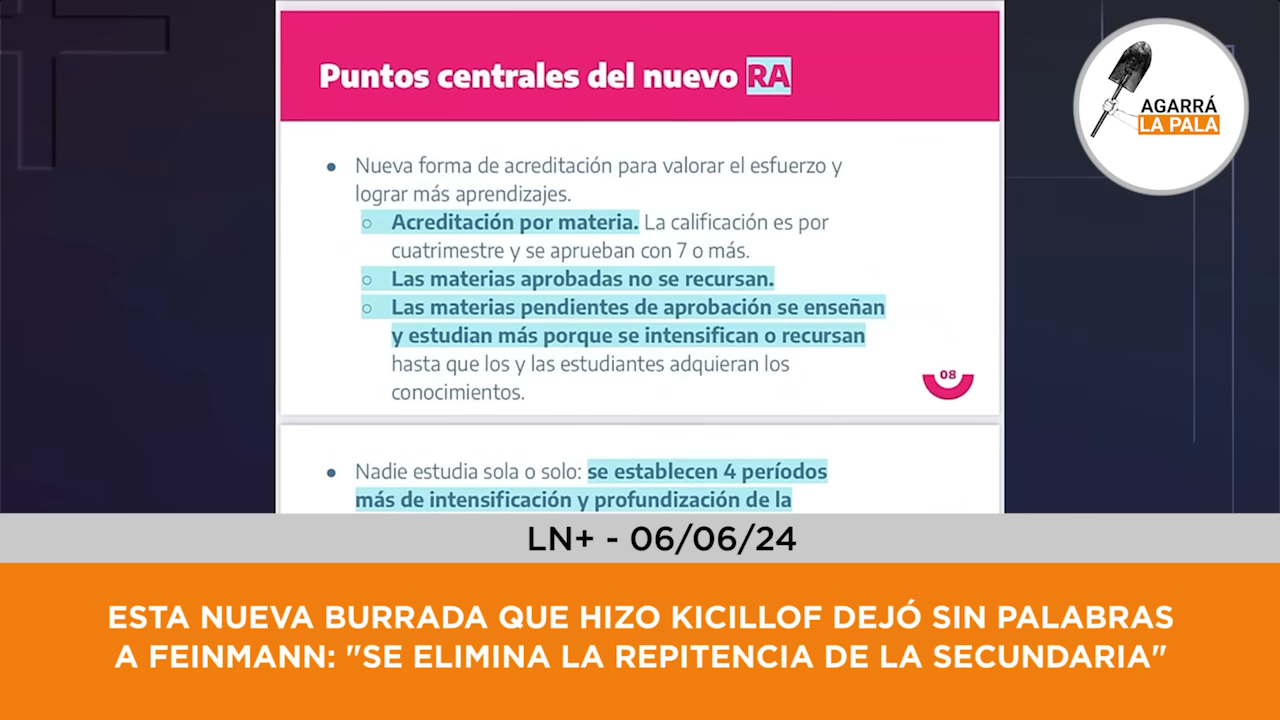 Puntos centrales del nuevo RA
AGARRÁ
LA PALA
● Nueva forma de acreditación para valorar el esfuerzo y
lograr más aprendizajes.
○ Acreditación por materia. La calificación es por
cuatrimestre y se aprueban con 7 o más.
○ Las materias aprobadas no se recursan.
○ Las materias pendientes de aprobación se enseñan
y estudian más porque se intensifican o recursan
hasta que los y las estudiantes adquieran los
conocimientos.
08
● Nadie estudia sola o solo: se establecen 4 períodos
más de intensificación y profundización de la
LN+ - 06/06/24
ESTA NUEVA BURRADA QUE HIZO KICILLOF DEJÓ SIN PALABRAS
A FEINMANN: "SE ELIMINA LA REPITENCIA DE LA SECUNDARIA"